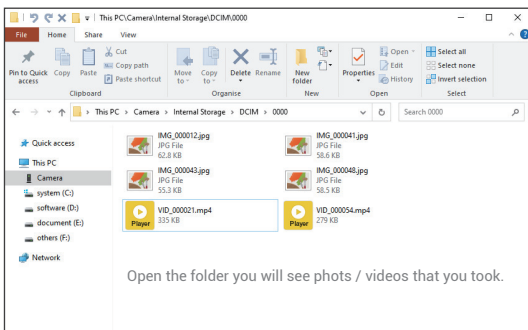 This PC\Camera\Internal Storage\DCIM\0000
File Home Share View
Pin to Quick access
Copy
Paste
Cut
Copy path
Paste shortcut
Move to
Copy to
Delete
Rename
New folder
Properties
Open
Edit
History
Select all
Select none
Invert selection
Clipboard Organise New Open Select
This PC > Camera > Internal Storage > DCIM > 0000
Search 0000
Quick access
This PC
Camera
system (C:)
software (D:)
document (E:)
others (F:)
Network
IMG_000012.jpg
JPG File
62.8 KB
IMG_000041.jpg
JPG File
58.6 KB
IMG_000043.jpg
JPG File
55.3 KB
IMG_000048.jpg
JPG File
58.5 KB
Player
VID_000021.mp4
335 KB
Player
VID_000054.mp4
279 KB
Open the folder you will see phots / videos that you took.